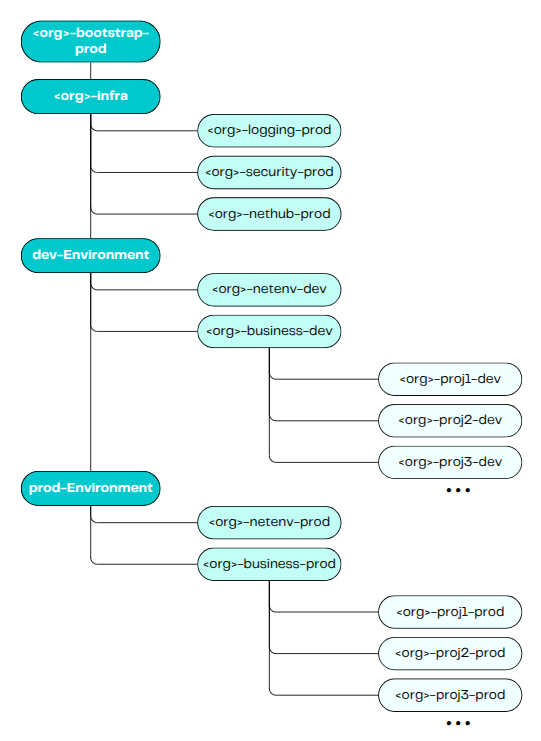 <org>-bootstrap-
prod
<org>-infra
<org>-logging-prod
<org>-security-prod
<org>-nethub-prod
dev-Environment
<org>-netenv-dev
<org>-business-dev
<org>-proj1-dev
<org>-proj2-dev
<org>-proj3-dev
•••
prod-Environment
<org>-netenv-prod
<org>-business-prod
<org>-proj1-prod
<org>-proj2-prod
<org>-proj3-prod
•••